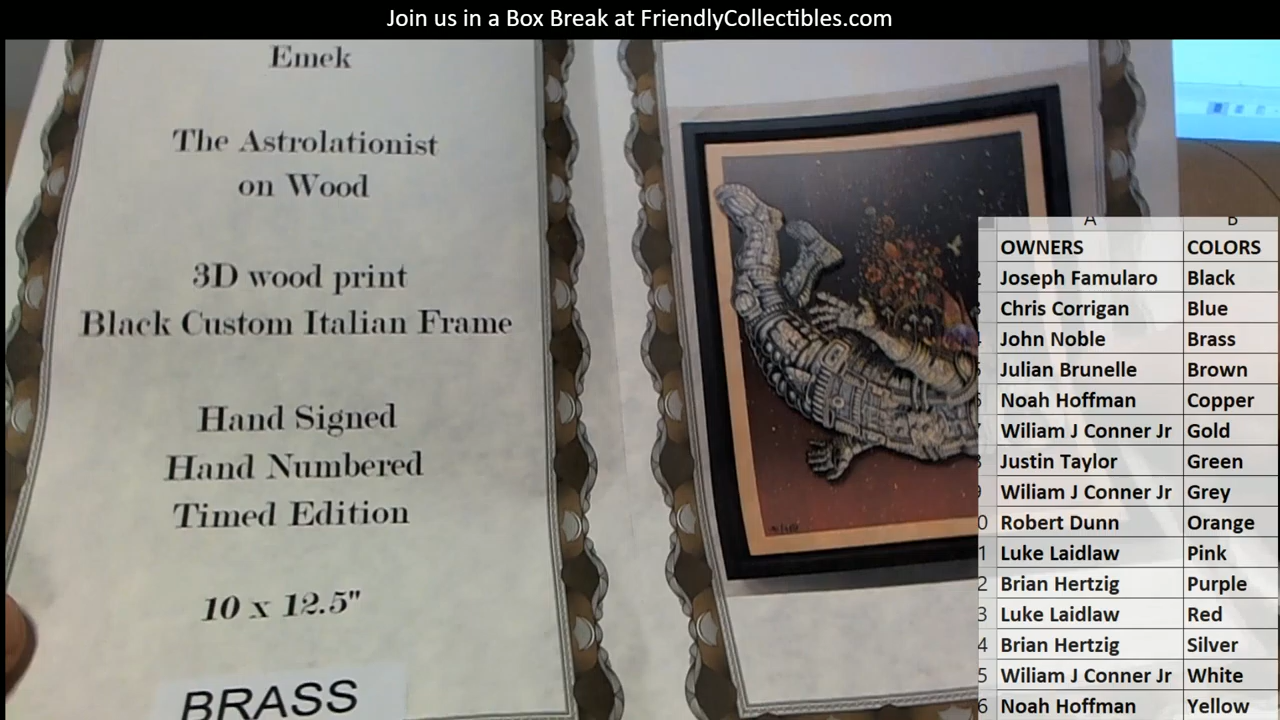 Join us in a Box Break at FriendlyCollectibles.com
Emek
The Astrolationist
on Wood
3D wood print
Black Custom Italian Frame
Hand Signed
Hand Numbered
Timed Edition
10 x 12.5"
BRASS
A B
OWNERS COLORS
Joseph Famularo Black
Chris Corrigan Blue
John Noble Brass
Julian Brunelle Brown
Noah Hoffman Copper
Wiliam J Conner Jr Gold
Justin Taylor Green
Wiliam J Conner Jr Grey
Robert Dunn Orange
Luke Laidlaw Pink
Brian Hertzig Purple
Luke Laidlaw Red
Brian Hertzig Silver
Wiliam J Conner Jr White
Noah Hoffman Yellow